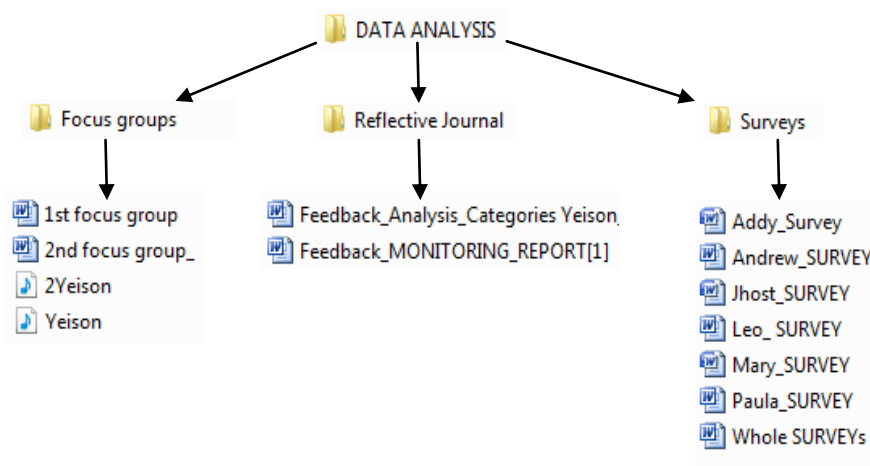 DATA ANALYSIS
Focus groups
Reflective Journal
Surveys
1st focus group
2nd focus group_
2Yeison
Yeison
Feedback_Analysis_Categories Yeison_
Feedback_MONITORING_REPORT[1]
Addy_Survey
Andrew_SURVEY
Jhost_SURVEY
Leo_ SURVEY
Mary_SURVEY
Paula_SURVEY
Whole SURVEYs